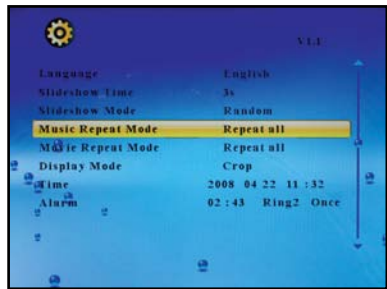 V1.1
Language English
Slideshow Time 3s
Slideshow Mode Random
Music Repeat Mode Repeat all
Movie Repeat Mode Repeat all
Display Mode Crop
Time 2008 04 22 11 :32
Alarm 02 : 43 Ring2 Once